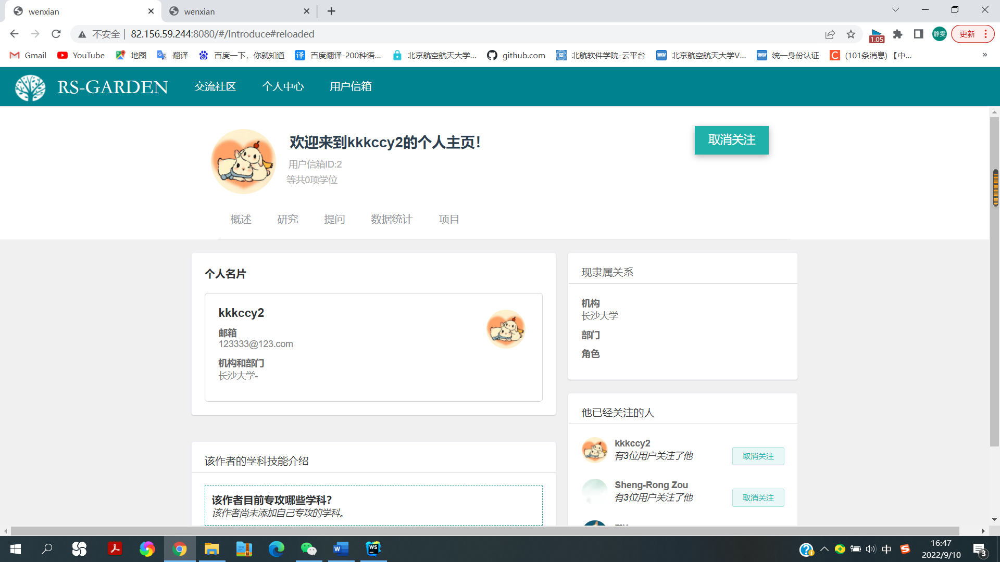 wenxian
wenxian
不安全 82.156.59.244:8080/#/Introduce#reloaded
1.05
静雯
更新
Gmail
YouTube
地图
翻译
百度一下，你就知道
译
百度翻译-200种语...
北京航空航天大学...
github.com
北航软件学院-云平台
北京航空航天大学V...
统一身份认证
C
(101条消息) 【中...
»
RS-GARDEN
交流社区
个人中心
用户信箱
欢迎来到kkkccy2的个人主页！
取消关注
用户信箱ID:2
等共0项学位
概述
研究
提问
数据统计
项目
个人名片
kkkccy2
邮箱
123333@123.com
机构和部门
长沙大学-
该作者的学科技能介绍
该作者目前专攻哪些学科？
该作者尚未添加自己专攻的学科。
现隶属关系
机构
长沙大学
部门
角色
他已经关注的人
kkkccy2
有3位用户关注了他
取消关注
Sheng-Rong Zou
有3位用户关注了他
取消关注
W
WS
中
S
16:47
2022/9/10
3